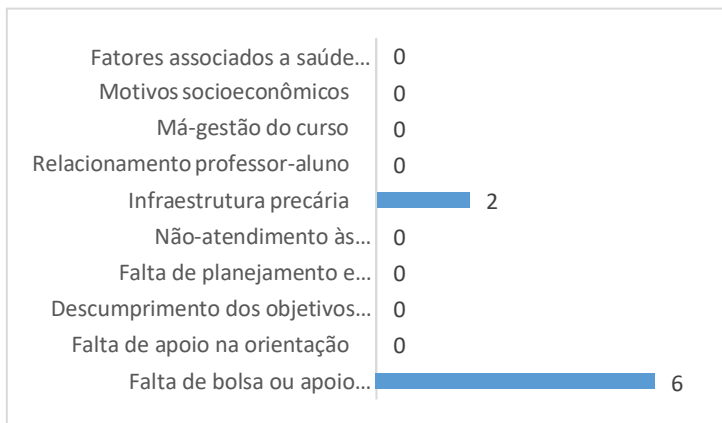 Fatores associados a saúde... 0
Motivos socioeconômicos 0
Má-gestão do curso 0
Relacionamento professor-aluno 0
Infraestrutura precária 2
Não-atendimento às... 0
Falta de planejamento e... 0
Descumprimento dos objetivos... 0
Falta de apoio na orientação 0
Falta de bolsa ou apoio... 6